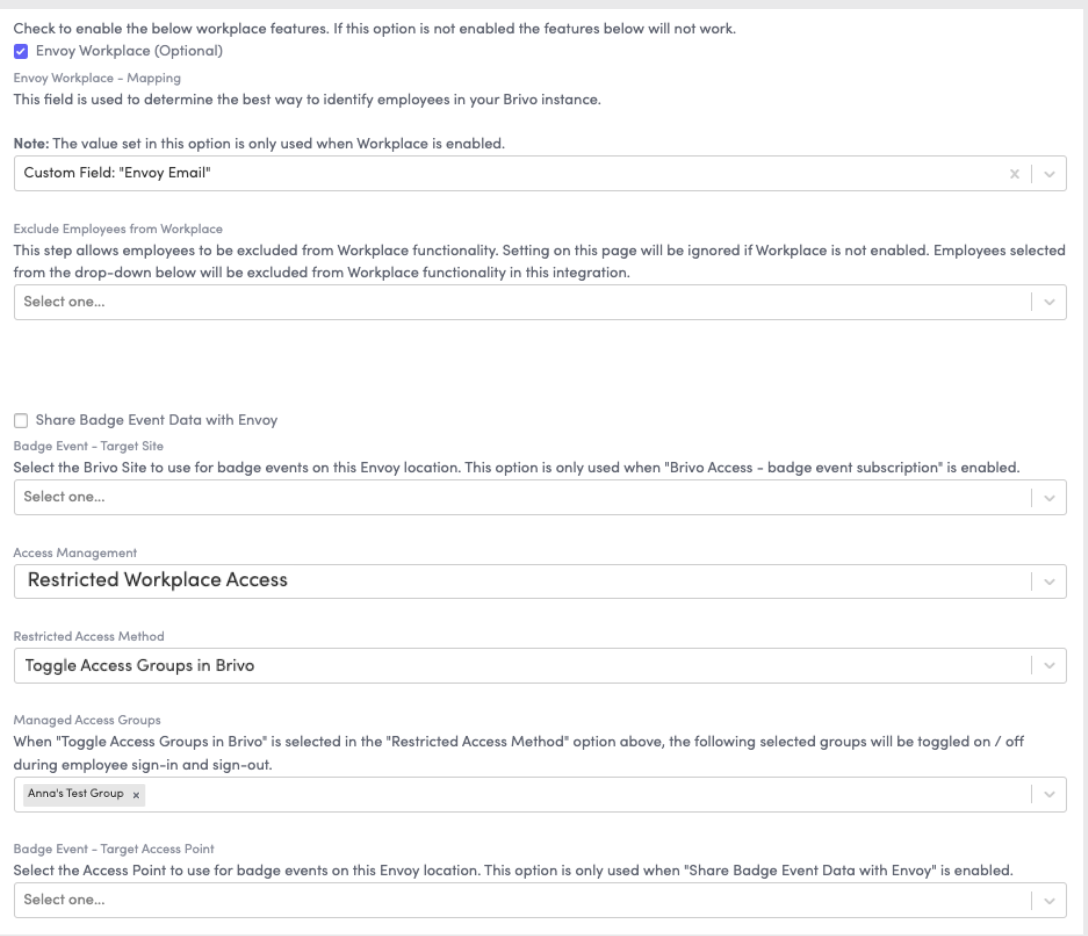 Check to enable the below workplace features. If this option is not enabled the features below will not work.
Envoy Workplace (Optional)
Envoy Workplace - Mapping
This field is used to determine the best way to identify employees in your Brivo instance.
Note: The value set in this option is only used when Workplace is enabled.
Custom Field: "Envoy Email"
Exclude Employees from Workplace
This step allows employees to be excluded from Workplace functionality. Setting on this page will be ignored if Workplace is not enabled. Employees selected
from the drop-down below will be excluded from Workplace functionality in this integration.
Select one...
Share Badge Event Data with Envoy
Badge Event - Target Site
Select the Brivo Site to use for badge events on this Envoy location. This option is only used when "Brivo Access - badge event subscription" is enabled.
Select one...
Access Management
Restricted Workplace Access
Restricted Access Method
Toggle Access Groups in Brivo
Managed Access Groups
When "Toggle Access Groups in Brivo" is selected in the "Restricted Access Method" option above, the following selected groups will be toggled on / off
during employee sign-in and sign-out.
Anna's Test Group x
Badge Event - Target Access Point
Select the Access Point to use for badge events on this Envoy location. This option is only used when "Share Badge Event Data with Envoy" is enabled.
Select one...